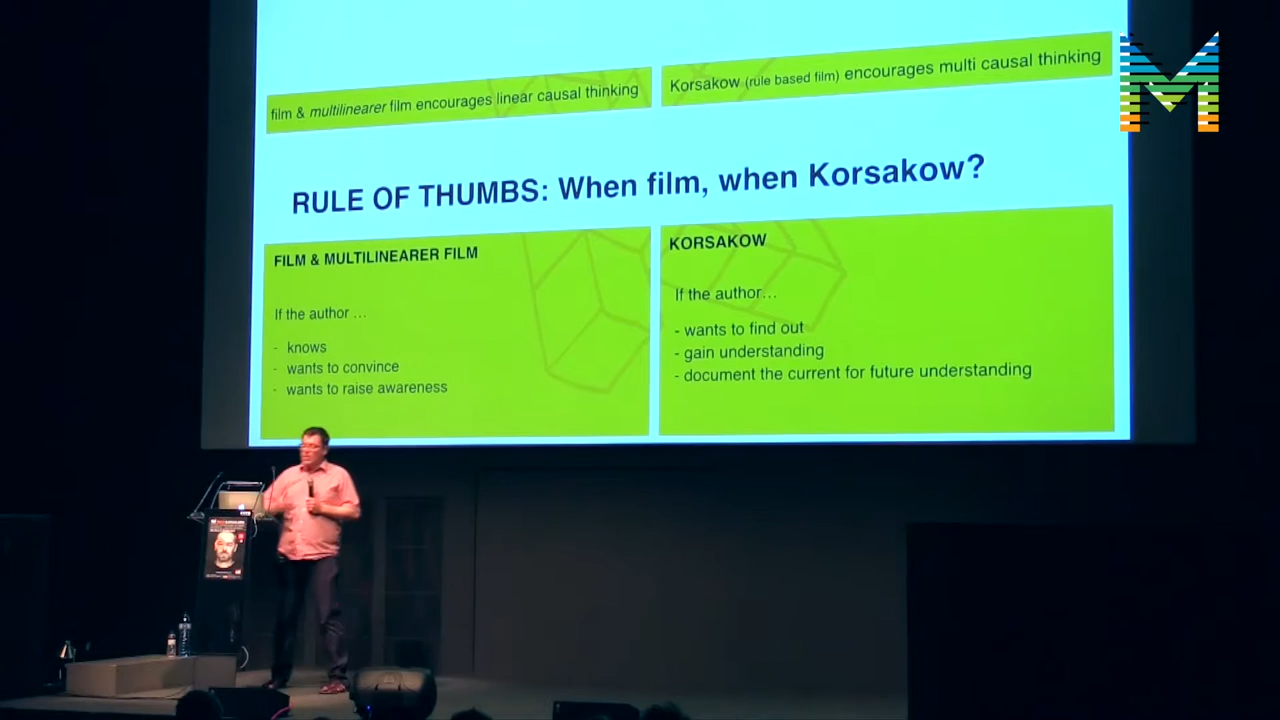 film & multilinearer film encourages linear causal thinking
Korsakow (rule based film) encourages multi causal thinking
RULE OF THUMBS: When film, when Korsakow?
FILM & MULTILINEARER FILM
If the author ...
- knows
- wants to convince
- wants to raise awareness
KORSAKOW
If the author...
- wants to find out
- gain understanding
- document the current for future understanding
M